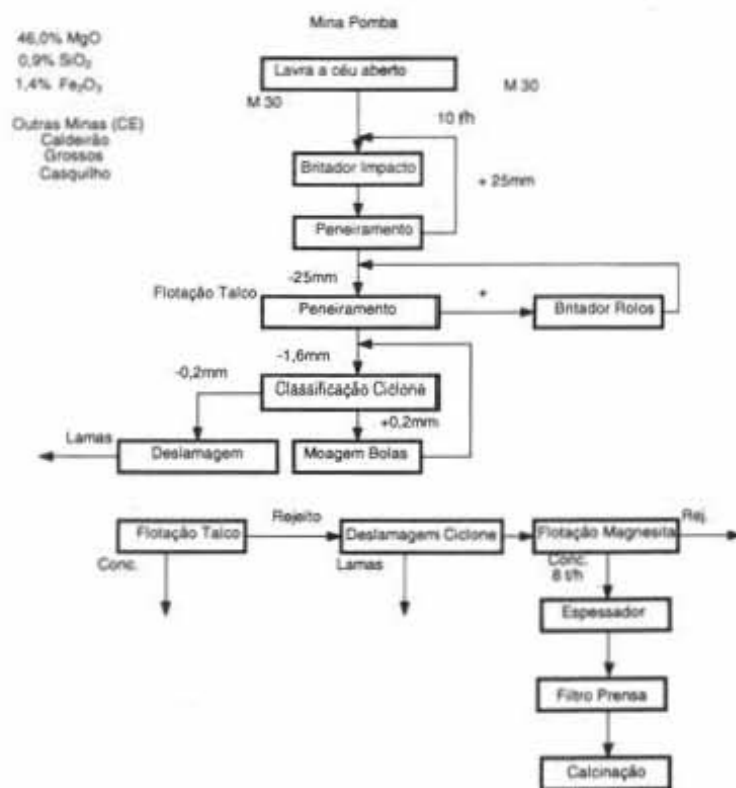 Mina Pomba
46,0% MgO
0,9% SiO₂
1,4% Fe₂O₃
Lavra a céu aberto
M.30
M.30
Outras Minas (CE)
Caldeirão
Grossos
Casquilho
10 t/h
Britador Impacto
+ 25mm
Peneiramento
-25mm
Flotação Talco
Peneiramento
+
Britador Rolos
-1,6mm
-0,2mm
Classificação Ciclone
+0,2mm
Lamas
Deslamagem
Moagem Bolas
Flotação Talco
Rejeito
Deslamagem Ciclone
Flotação Magnesita
Rej.
Conc.
Lamas
Conc.
8 t/h
Espessador
Filtro Prensa
Calcinação